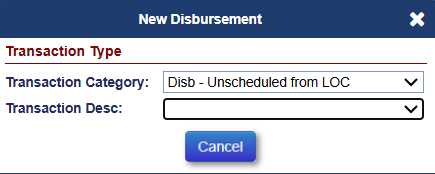 New Disbursement
Transaction Type
Transaction Category: Disb - Unscheduled from LOC
Transaction Desc:
Cancel